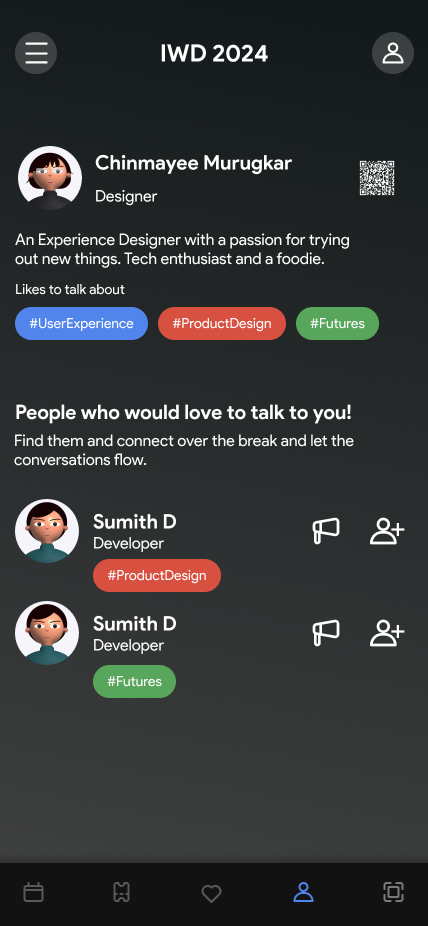 IWD 2024
Chinmayee Murugkar
Designer
An Experience Designer with a passion for trying
out new things. Tech enthusiast and a foodie.
Likes to talk about
#UserExperience #ProductDesign #Futures
People who would love to talk to you!
Find them and connect over the break and let the
conversations flow.
Sumith D
Developer
#ProductDesign
Sumith D
Developer
#Futures